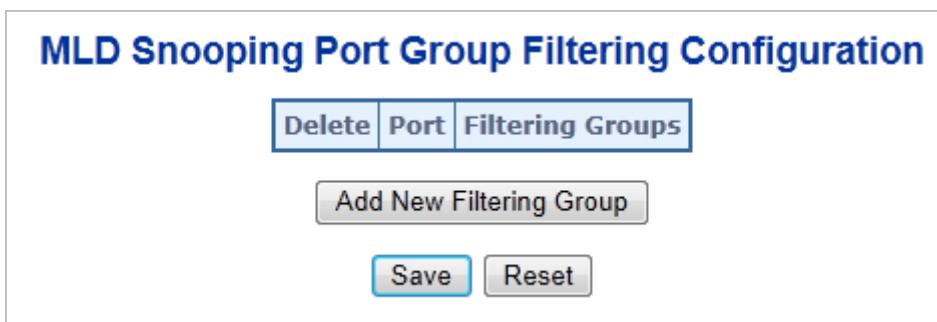 MLD Snooping Port Group Filtering Configuration
Delete Port Filtering Groups
Add New Filtering Group
Save Reset